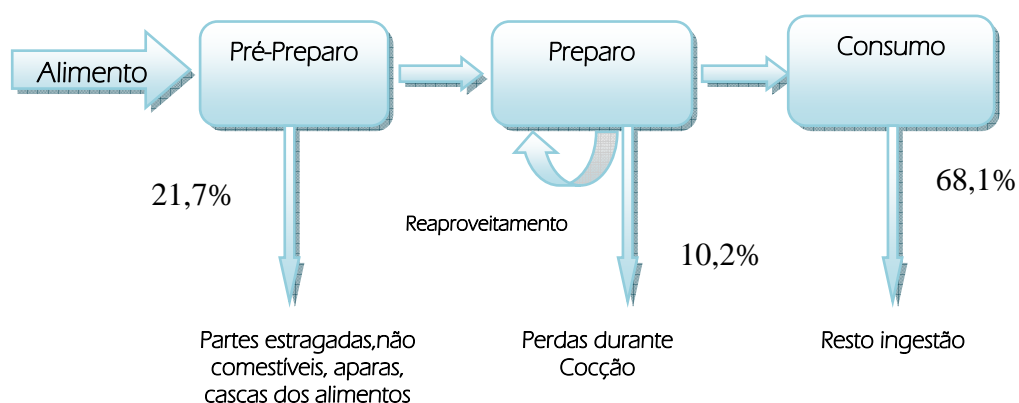 Alimento
Pré-Preparo
Preparo
Consumo
21,7%
68,1%
Reaproveitamento
10,2%
Partes estragadas,não
comestíveis, aparas,
cascas dos alimentos
Perdas durante
Cocção
Resto ingestão